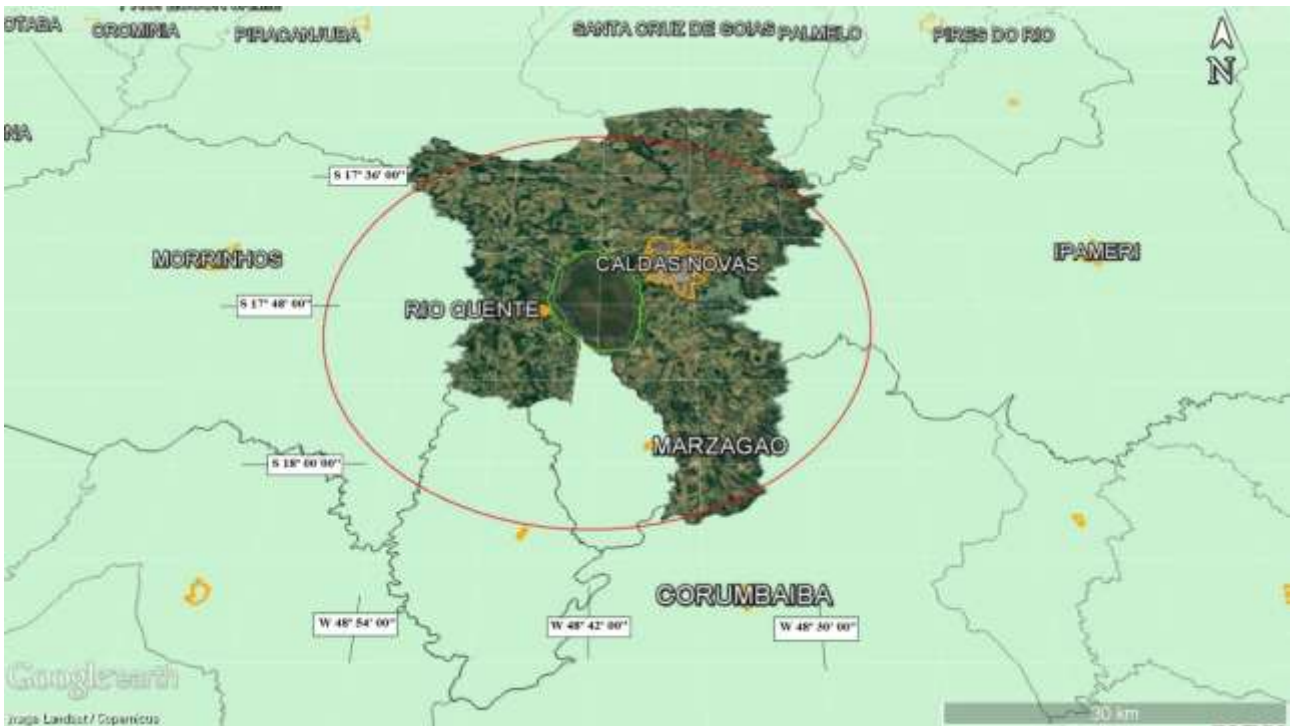 OTABA
CROMINIA
PIRACANJUBA
SANTA CRUZ DE GOIAS
PALMELO
PIRES DO RIO
N
NA
S 17° 36' 00"
MORRINHOS
CALDAS NOVAS
IPAMERI
S 17° 48' 00"
RIO QUENTE
MARZAGAO
S 18° 00' 00"
CORUMBAIBA
W 48° 54' 00"
W 48° 42' 00"
W 48° 30' 00"
Google earth
Image Landsat / Copernicus
30 km